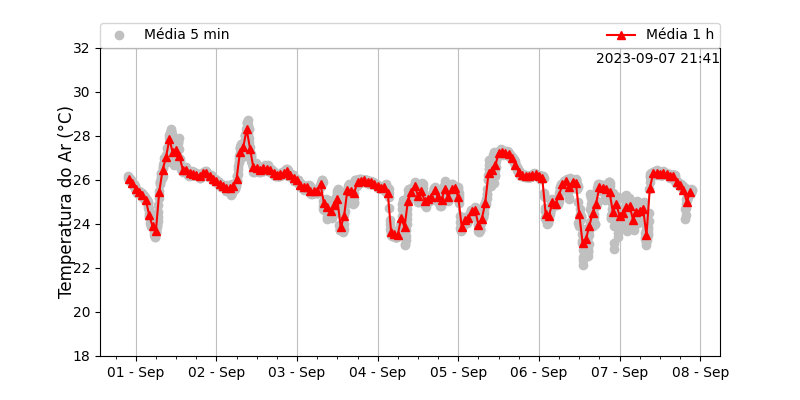 Média 5 min
Média 1 h
2023-09-07 21:41
Temperatura do Ar (°C)
32
30
28
26
24
22
20
18
01 - Sep
02 - Sep
03 - Sep
04 - Sep
05 - Sep
06 - Sep
07 - Sep
08 - Sep